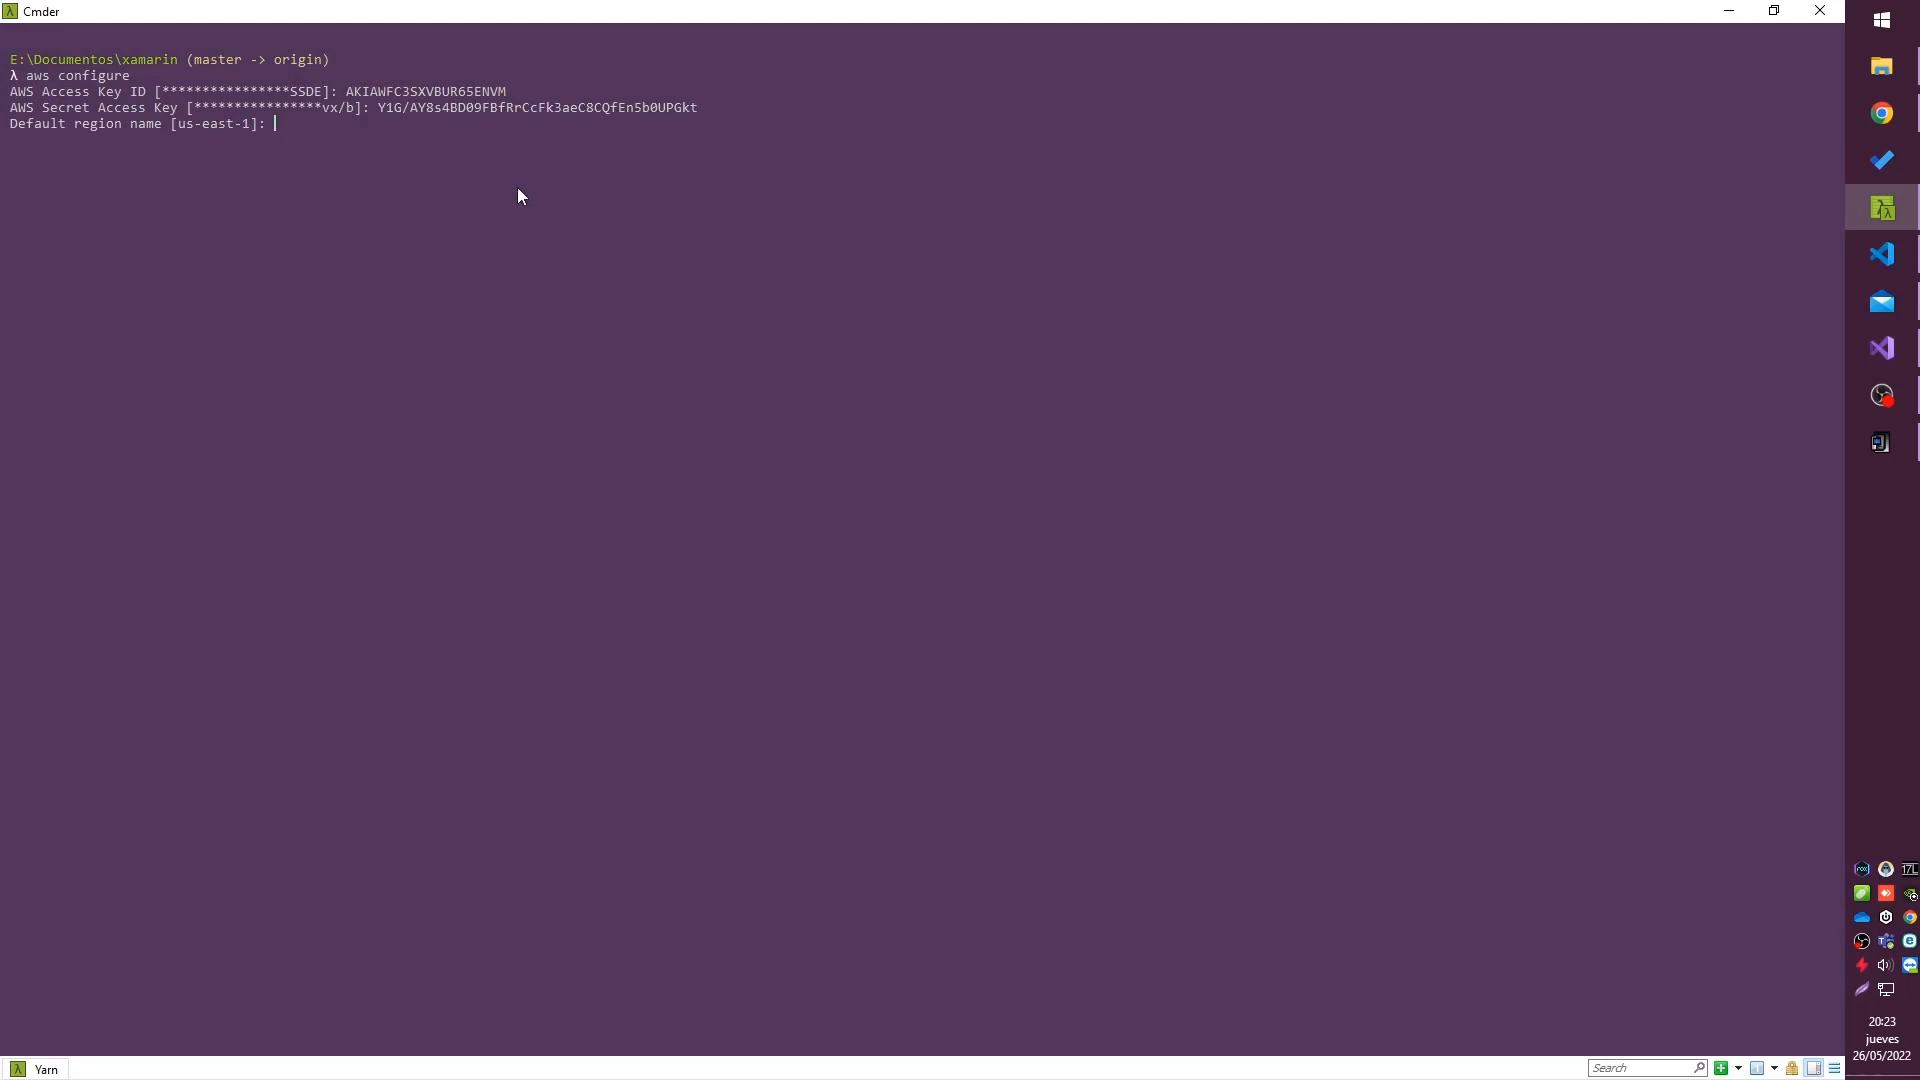 Cmder
E:\Documentos\xamarin (master -> origin)
λ aws configure
AWS Access Key ID [****************SSDE]: AKIAWFC3SXVBUR65ENVM
AWS Secret Access Key [****************vx/b]: 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
Default region name [us-east-1]:
20:23
jueves
26/05/2022
Yarn
Search